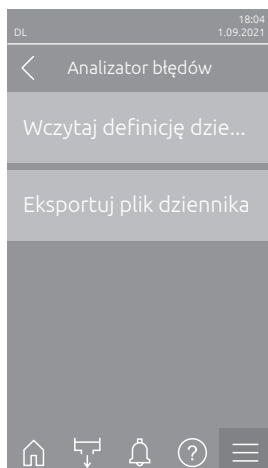 18:04
DL 1.09.2021
Analizator błędów
Wczytaj definicję dzie...
Eksportuj plik dziennika
?